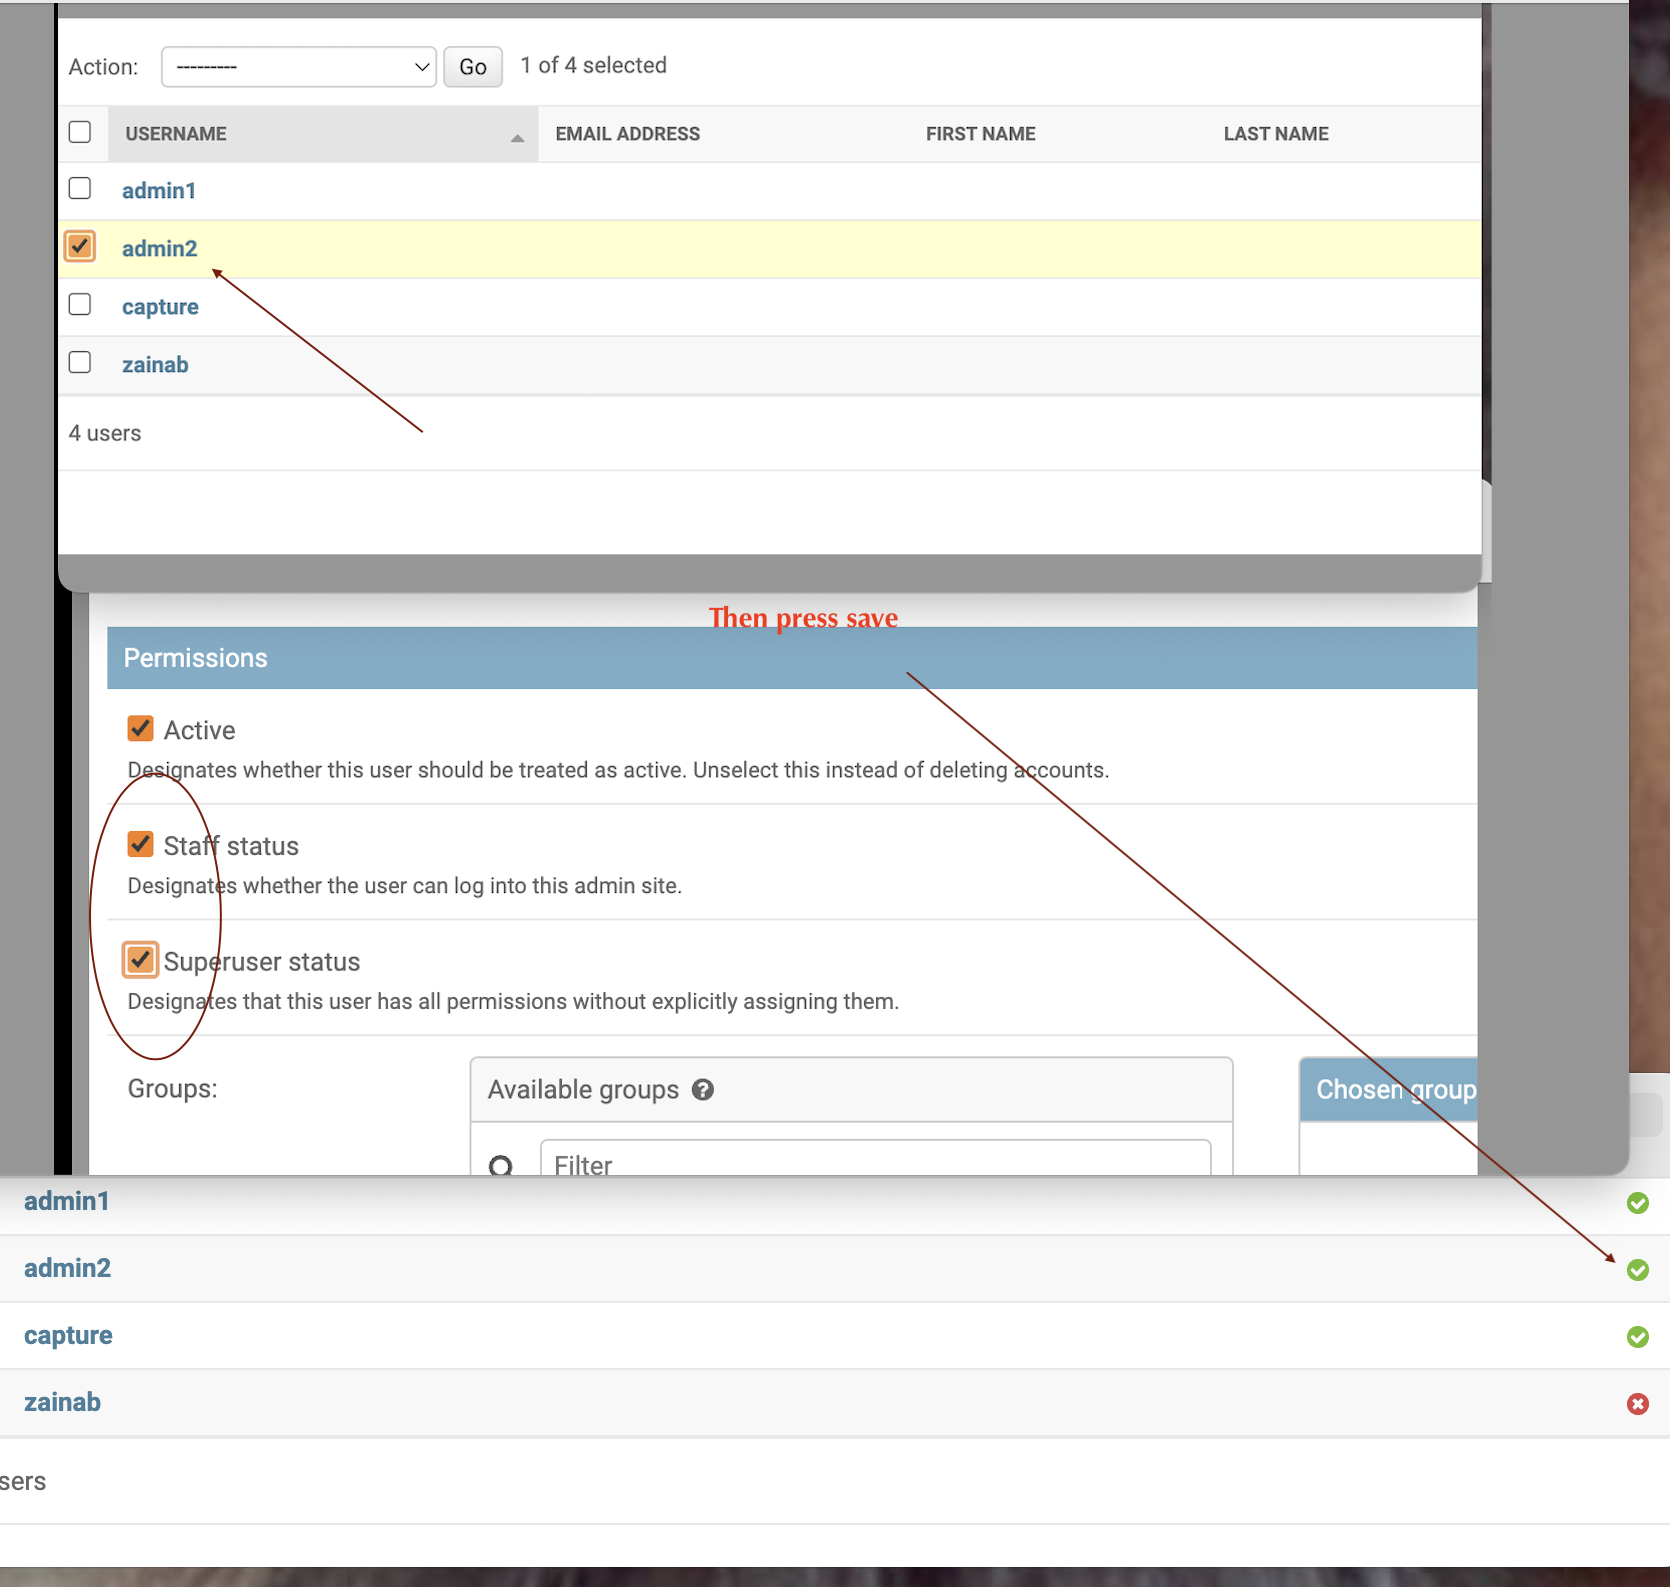 Action: --------- Go 1 of 4 selected
USERNAME EMAIL ADDRESS FIRST NAME LAST NAME
admin1
admin2
capture
zainab
4 users
Then press save
Permissions
Active
Designates whether this user should be treated as active. Unselect this instead of deleting accounts.
Staff status
Designates whether the user can log into this admin site.
Superuser status
Designates that this user has all permissions without explicitly assigning them.
Groups: Available groups ? Chosen group
Filter
admin1
admin2
capture
zainab
sers